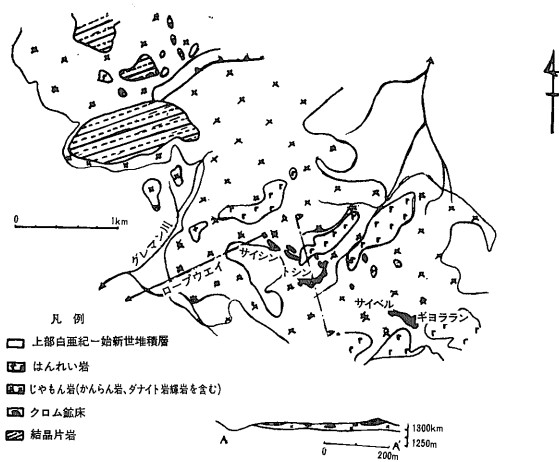 0
1km
グレマン川
ロープウエイ
サイシン
トシン
サイベル
ギヨララン
凡例
上部白亜紀ー始新世堆積層
はんれい岩
じやもん岩(かんらん岩、ダナイト岩輝岩を含む)
クロム鉱床
結晶片岩
A
A'
1300km
1250m
0
200m